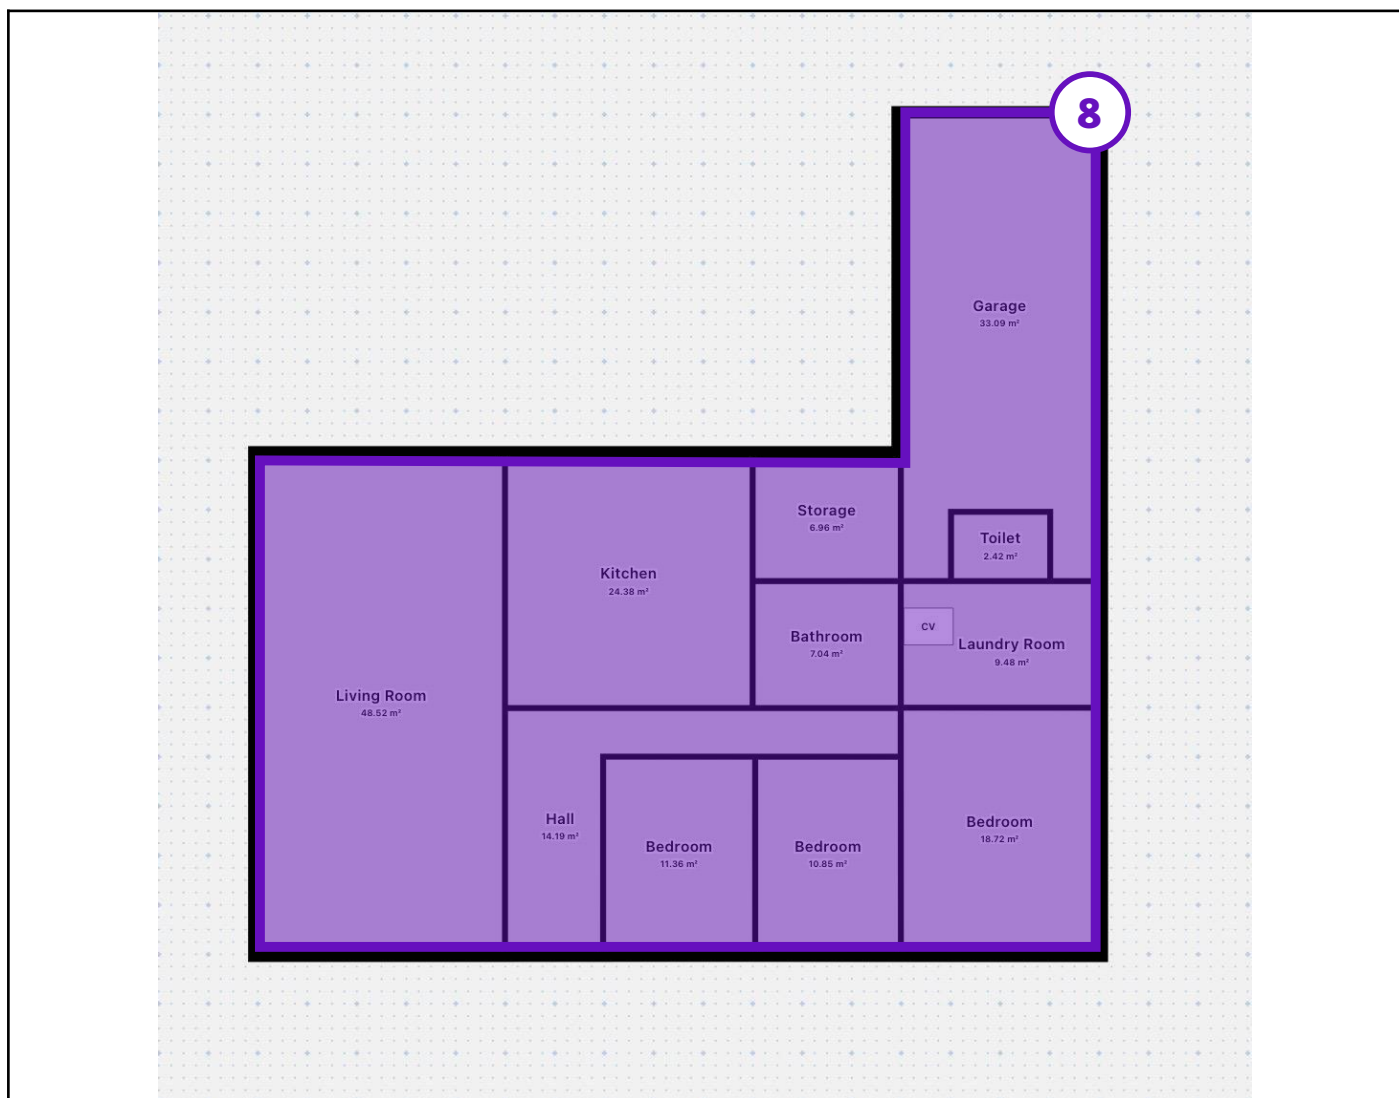 8
Garage
33.09 m²
Storage
6.96 m²
Toilet
2.42 m²
Kitchen
24.38 m²
Bathroom
7.04 m²
CV
Laundry Room
9.48 m²
Living Room
48.52 m²
Hall
14.19 m²
Bedroom
11.36 m²
Bedroom
10.85 m²
Bedroom
18.72 m²